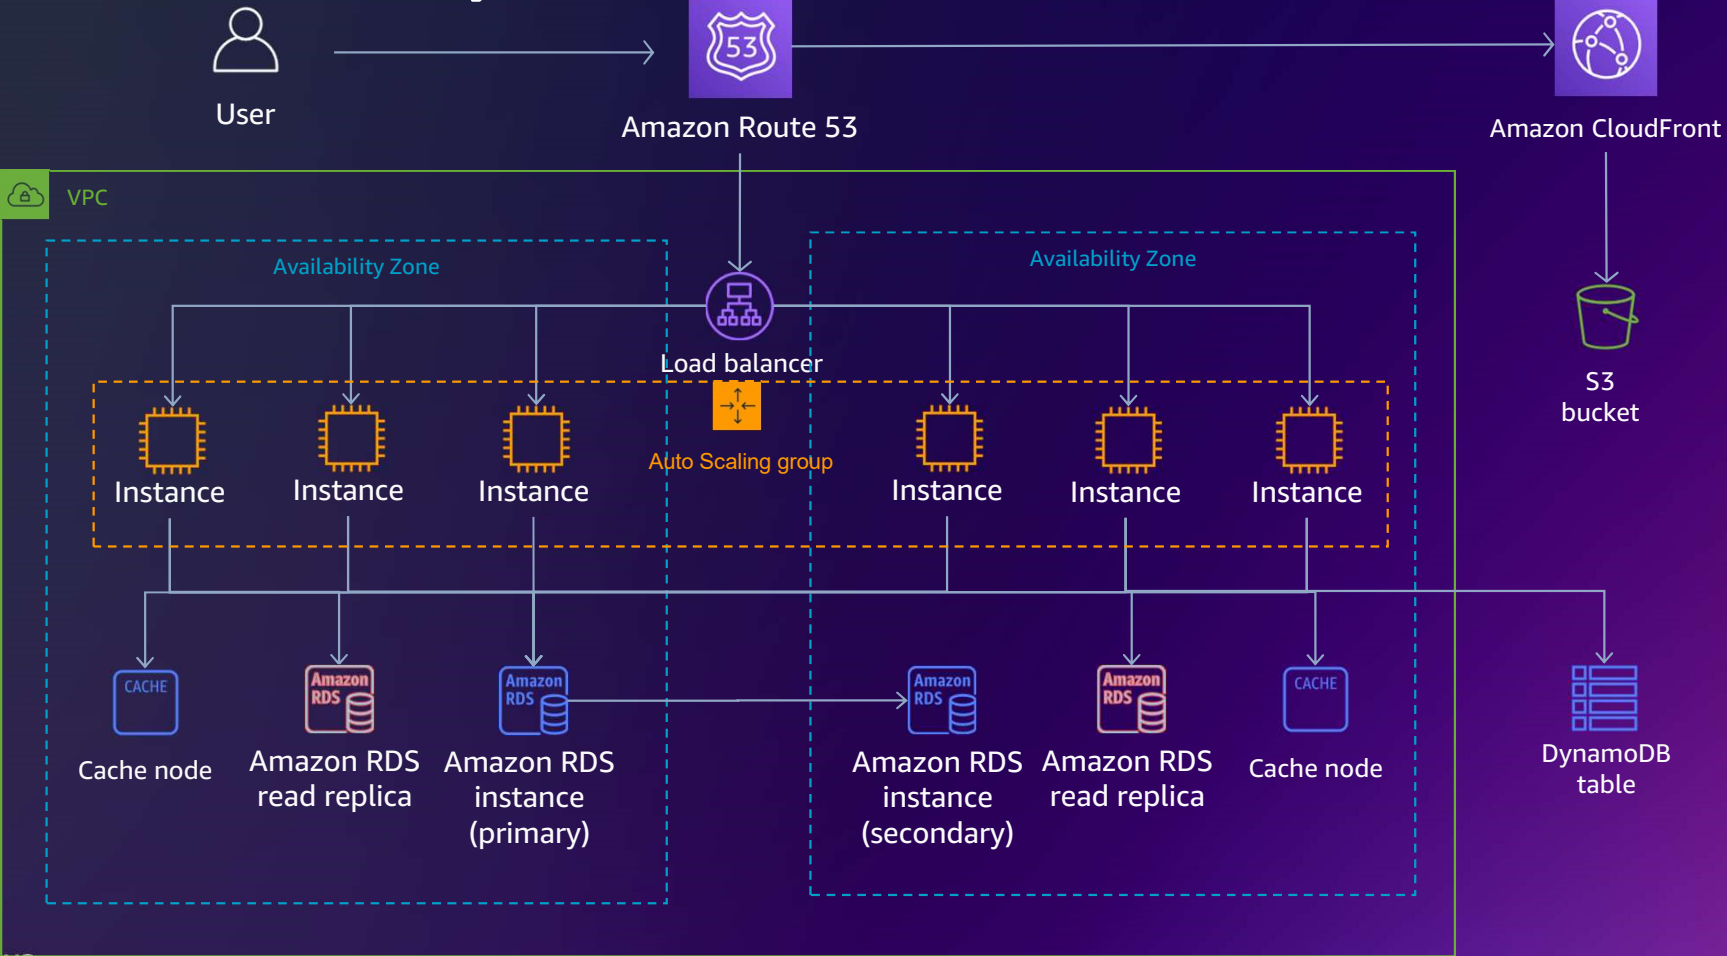 53
User
Amazon Route 53
Amazon CloudFront
VPC
Availability Zone
Availability Zone
Load balancer
S3
bucket
Auto Scaling group
Instance
Instance
Instance
Instance
Instance
Instance
CACHE
Amazon
RDS
Amazon
RDS
Amazon
RDS
Amazon
RDS
CACHE
Cache node
Amazon RDS
read replica
Amazon RDS
instance
(primary)
Amazon RDS
instance
(secondary)
Amazon RDS
read replica
Cache node
DynamoDB
table